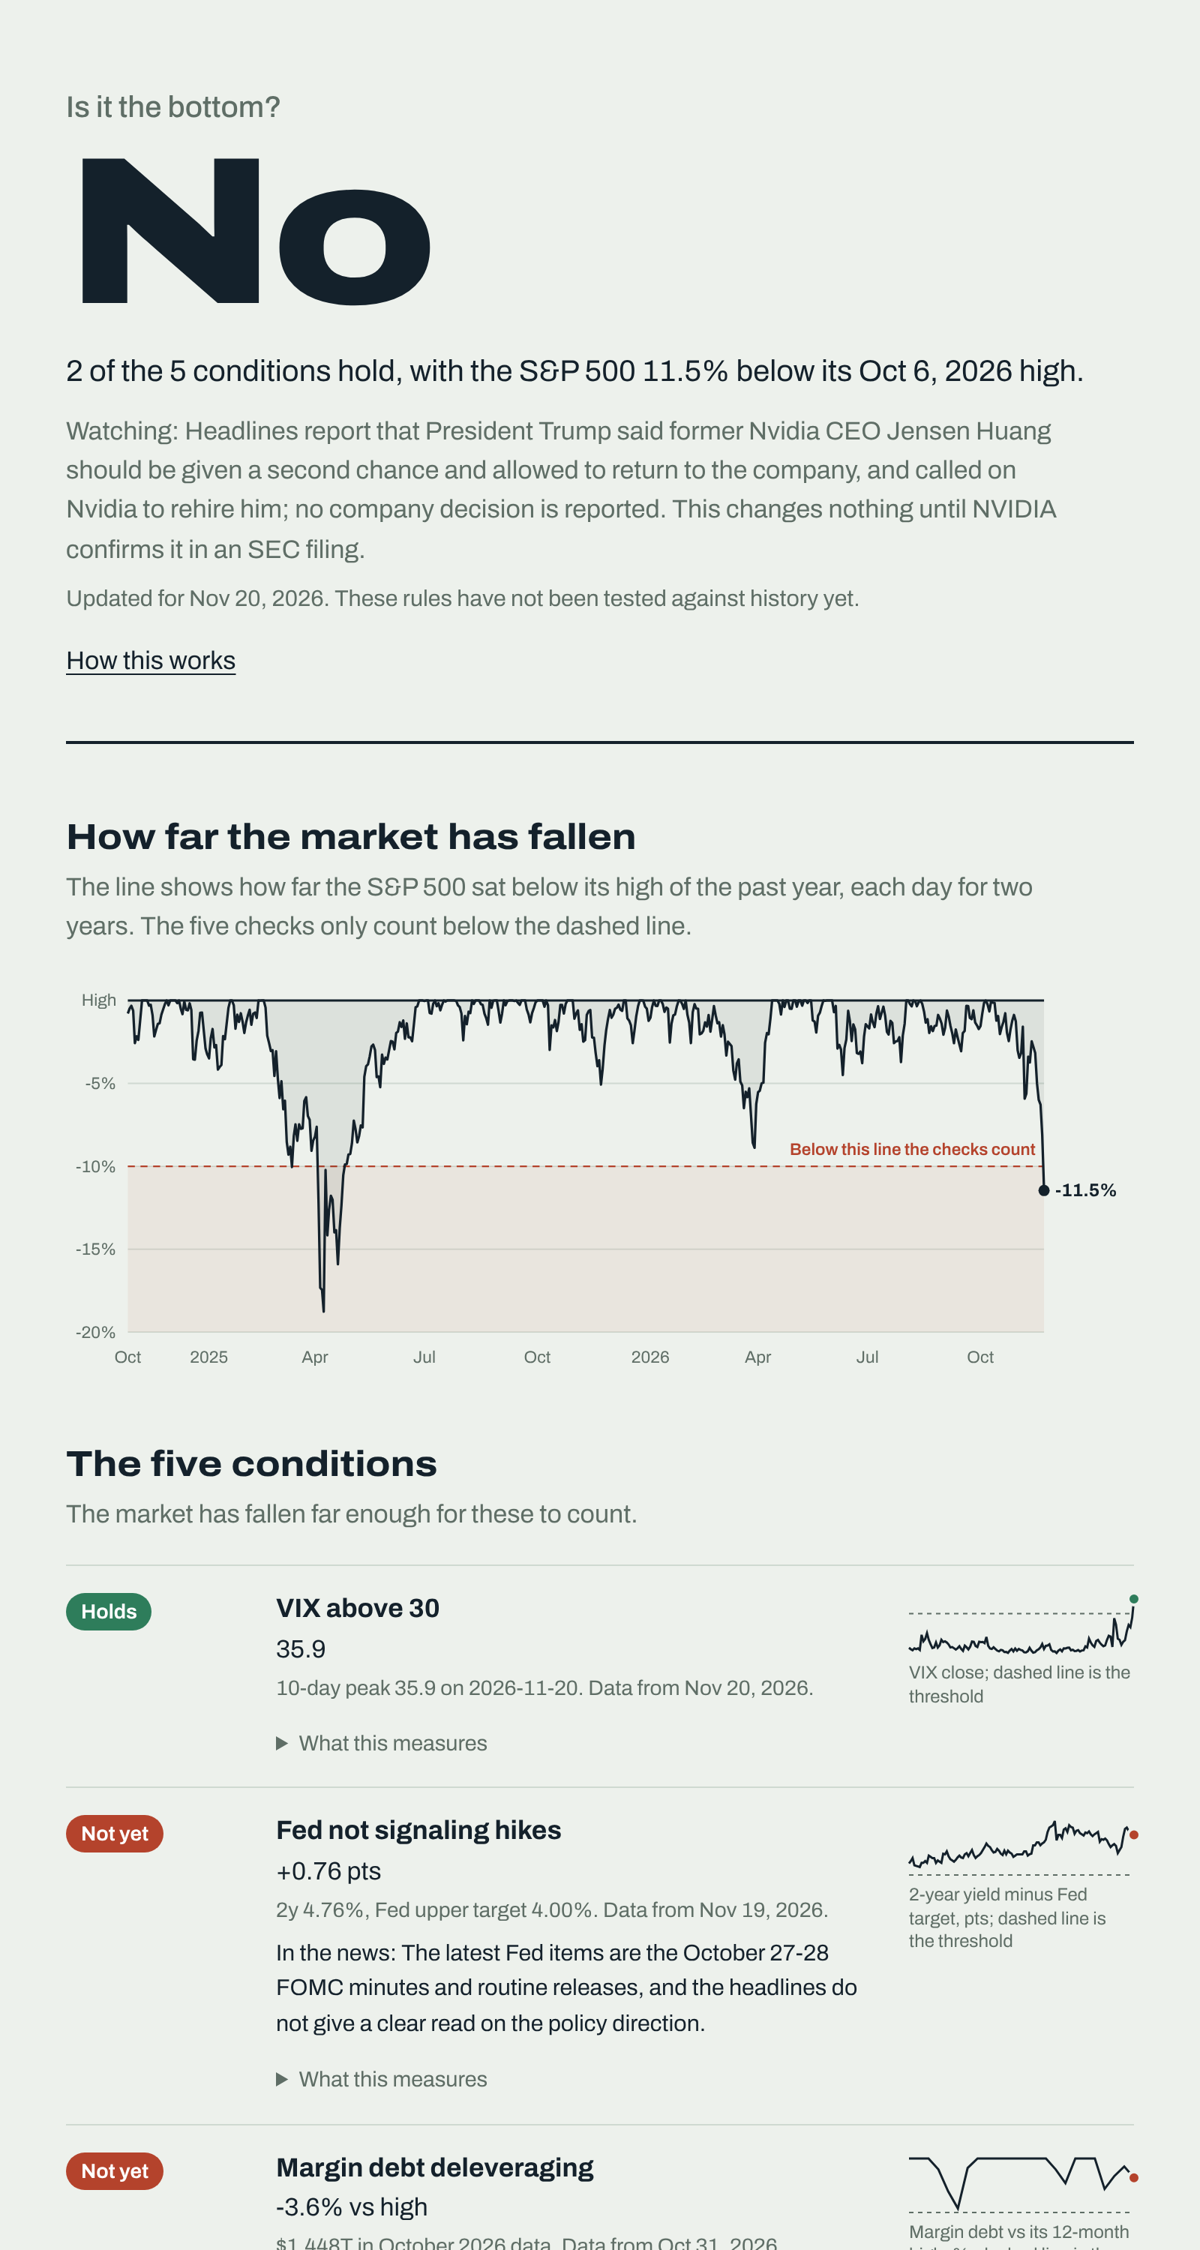 Is it the bottom?
No
2 of the 5 conditions hold, with the S&P 500 11.5% below its Oct 6, 2026 high.
Watching: Headlines report that President Trump said former Nvidia CEO Jensen Huang
should be given a second chance and allowed to return to the company, and called on
Nvidia to rehire him; no company decision is reported. This changes nothing until NVIDIA
confirms it in an SEC filing.
Updated for Nov 20, 2026. These rules have not been tested against history yet.
How this works
How far the market has fallen
The line shows how far the S&P 500 sat below its high of the past year, each day for two
years. The five checks only count below the dashed line.
High
-5%
Below this line the checks count
-10%
-11.5%
-15%
-20%
Oct 2025 Apr Jul Oct 2026 Apr Jul Oct
The five conditions
The market has fallen far enough for these to count.
Holds
VIX above 30
35.9
10-day peak 35.9 on 2026-11-20. Data from Nov 20, 2026.
What this measures
VIX close; dashed line is the
threshold
Not yet
Fed not signaling hikes
+0.76 pts
2y 4.76%, Fed upper target 4.00%. Data from Nov 19, 2026.
In the news: The latest Fed items are the October 27-28
FOMC minutes and routine releases, and the headlines do
not give a clear read on the policy direction.
What this measures
2-year yield minus Fed
target, pts; dashed line is
the threshold
Not yet
Margin debt deleveraging
-3.6% vs high
$1.448T in October 2026 data. Data from Oct 31, 2026.
Margin debt vs its 12-month